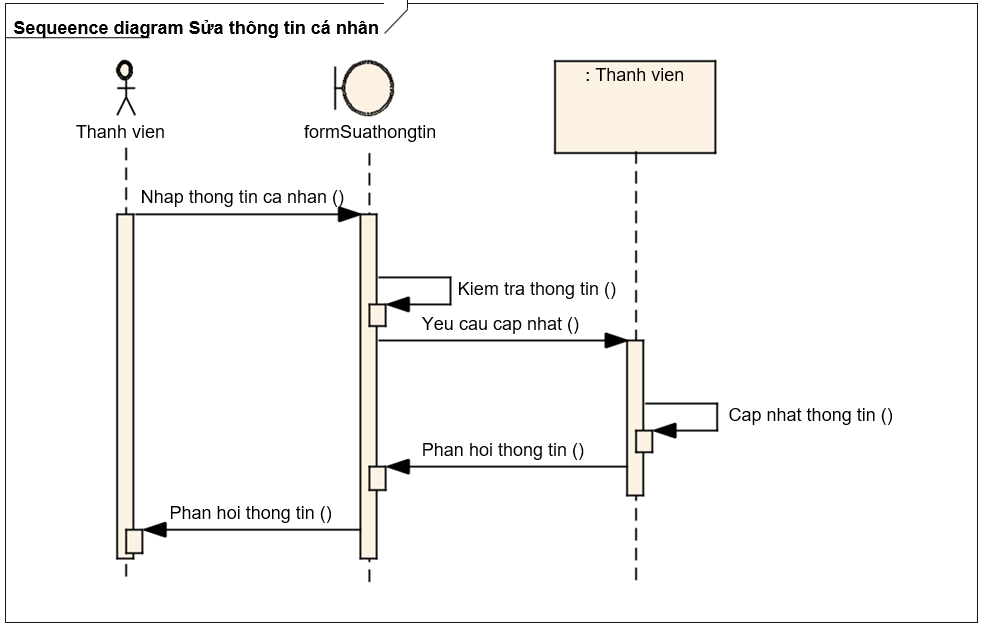 Sequeence diagram Sửa thông tin cá nhân
Thanh vien
formSuathongtin
: Thanh vien
Nhap thong tin ca nhan ()
Kiem tra thong tin ()
Yeu cau cap nhat ()
Cap nhat thong tin ()
Phan hoi thong tin ()
Phan hoi thong tin ()